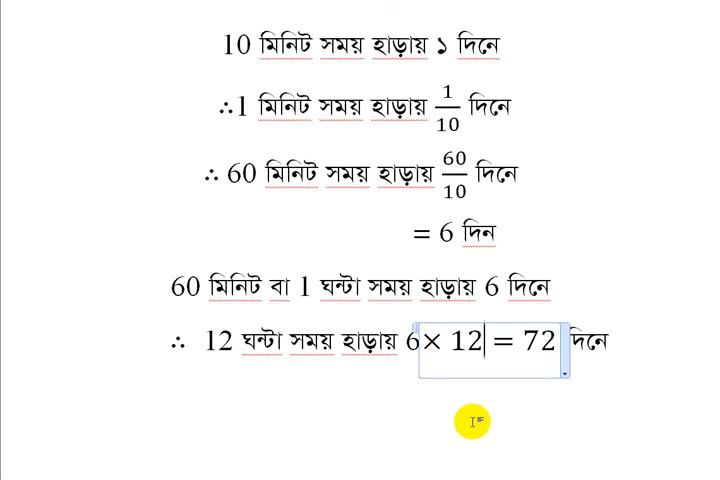 10 মিনিট সময় হাড়ায় ১ দিনে
∴1 মিনিট সময় হাড়ায় 1/10 দিনে
∴ 60 মিনিট সময় হাড়ায় 60/10 দিনে
= 6 দিন
60 মিনিট বা 1 ঘন্টা সময় হাড়ায় 6 দিনে
∴ 12 ঘন্টা সময় হাড়ায় 6× 12 = 72 দিনে